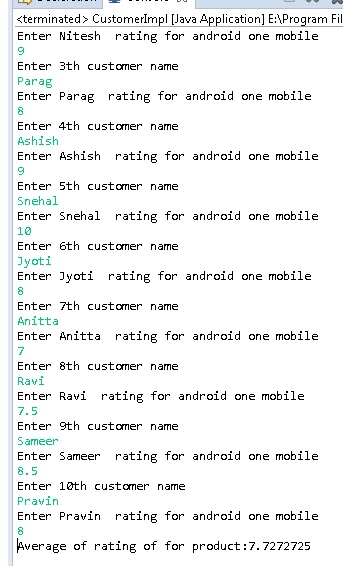 <terminated> CustomerImpl [Java Application] E:\Program Fil
Enter Nitesh  rating for android one mobile
9
Enter 3th customer name
Parag
Enter Parag  rating for android one mobile
8
Enter 4th customer name
Ashish
Enter Ashish  rating for android one mobile
9
Enter 5th customer name
Snehal
Enter Snehal  rating for android one mobile
10
Enter 6th customer name
Jyoti
Enter Jyoti  rating for android one mobile
8
Enter 7th customer name
Anitta
Enter Anitta  rating for android one mobile
7
Enter 8th customer name
Ravi
Enter Ravi  rating for android one mobile
7.5
Enter 9th customer name
Sameer
Enter Sameer  rating for android one mobile
8.5
Enter 10th customer name
Pravin
Enter Pravin  rating for android one mobile
8
Average of rating of for product:7.7272725